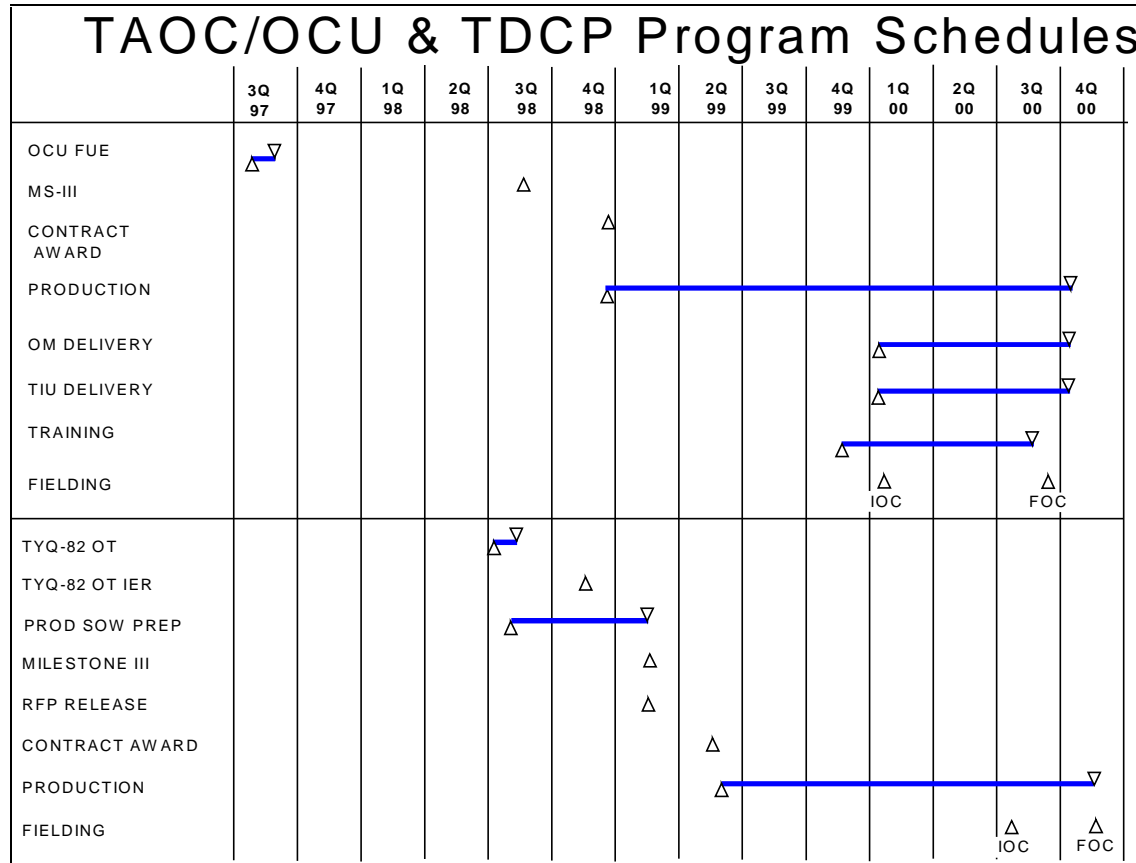 TAOC/OCU & TDCP Program Schedules
3Q 4Q 1Q 2Q 3Q 4Q 1Q 2Q 3Q 4Q 1Q 2Q 3Q 4Q
97 97 98 98 98 98 99 99 99 99 00 00 00 00
OCU FUE
MS-III
CONTRACT
AWARD
PRODUCTION
OM DELIVERY
TIU DELIVERY
TRAINING
FIELDING
IOC FOC
TYQ-82 OT
TYQ-82 OT IER
PROD SOW PREP
MILESTONE III
RFP RELEASE
CONTRACT AWARD
PRODUCTION
FIELDING
IOC FOC